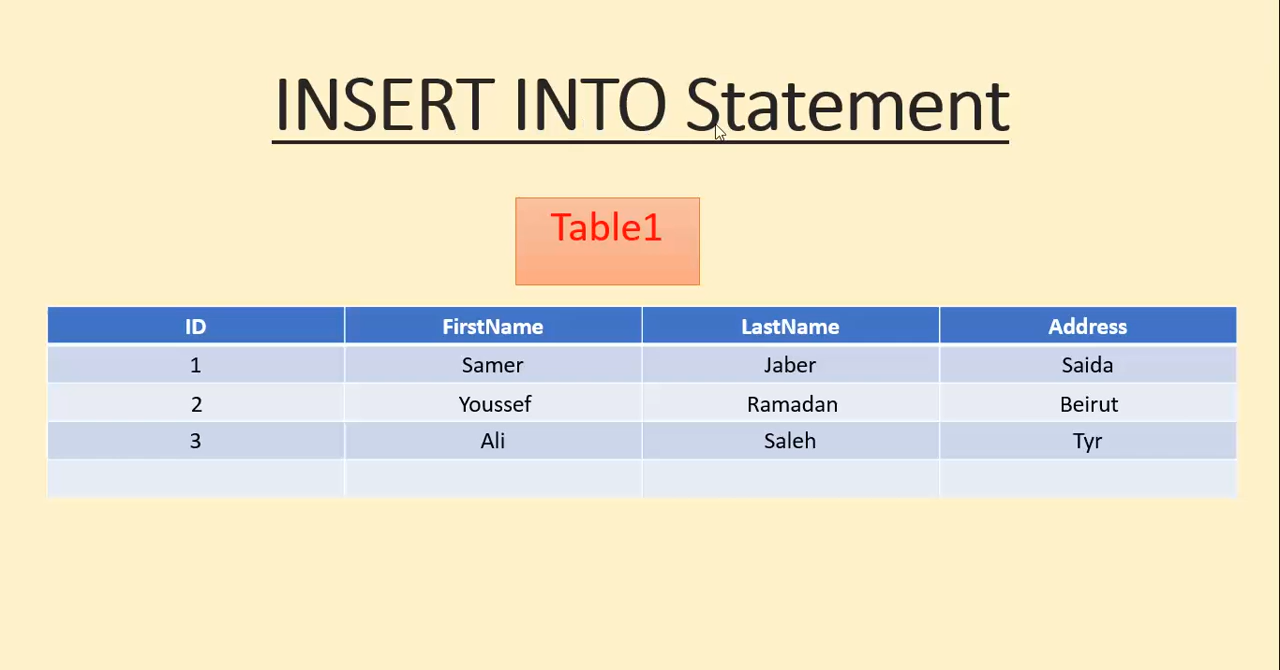 INSERT INTO Statement
Table1
ID FirstName LastName Address
1 Samer Jaber Saida
2 Youssef Ramadan Beirut
3 Ali Saleh Tyr